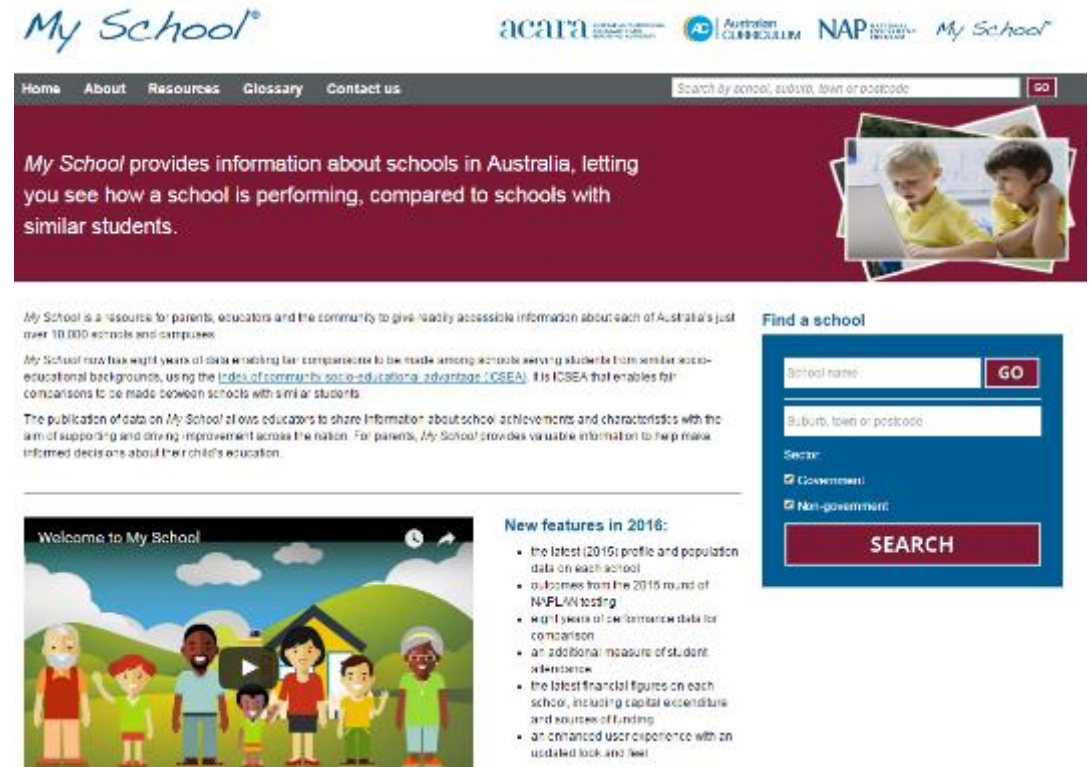 My School®
acara
AC Australian CURRICULUM
NAP
My School®
Home About Resources Glossary Contact us
Search by school, suburb, town or postcode GO
My School provides information about schools in Australia, letting
you see how a school is performing, compared to schools with
similar students.
My School is a resource for parents, educators and the community to give readily accessible information about each of Australia's just
over 10,000 schools and campuses
My School now has eight years of data enabling fair comparisons to be made among schools serving students from similar socio-
educational backgrounds, using the index of community socio-educational advantage (ICSEA). It is ICSEA that enables fair
comparisons to be made between schools with similar students.
The publication of data on My School allows educators to share information about school achievements and characteristics with the
aim of supporting and driving improvement across the nation. For parents, My School provides valuable information to help make
informed decisions about their child's education.
Find a school
School name GO
Suburb, town or postcode
Sector:
Government
Non-government
SEARCH
Welcome to My School
New features in 2016:
the latest (2015) profile and population
data on each school
outcomes from the 2015 round of
NAPLAN testing
eight years of performance data for
comparison
an additional measure of student
attendance
the latest financial figures on each
school, including capital expenditure
and sources of funding
an enhanced user experience with an
updated look and feel